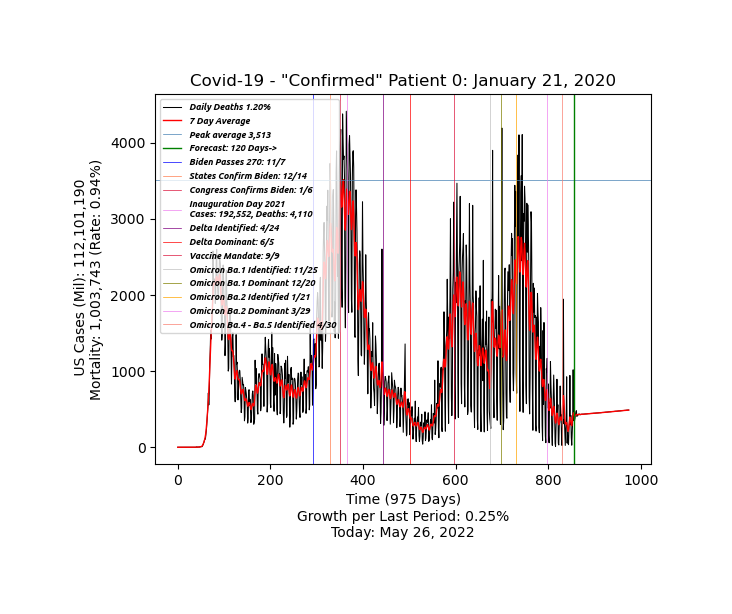 Covid-19 - "Confirmed" Patient 0: January 21, 2020
Daily Deaths 1.20%
7 Day Average
Peak average 3,513
Forecast: 120 Days->
Biden Passes 270: 11/7
States Confirm Biden: 12/14
Congress Confirms Biden: 1/6
Inauguration Day 2021
Cases: 192,552, Deaths: 4,110
Delta Identified: 4/24
Delta Dominant: 6/5
Vaccine Mandate: 9/9
Omicron Ba.1 Identified: 11/25
Omicron Ba.1 Dominant 12/20
Omicron Ba.2 Identified 1/21
Omicron Ba.2 Dominant 3/29
Omicron Ba.4 - Ba.5 Identified 4/30
US Cases (Mil): 112,101,190
Mortality: 1,003,743 (Rate: 0.94%)
4000
3000
2000
1000
0
0 200 400 600 800 1000
Time (975 Days)
Growth per Last Period: 0.25%
Today: May 26, 2022